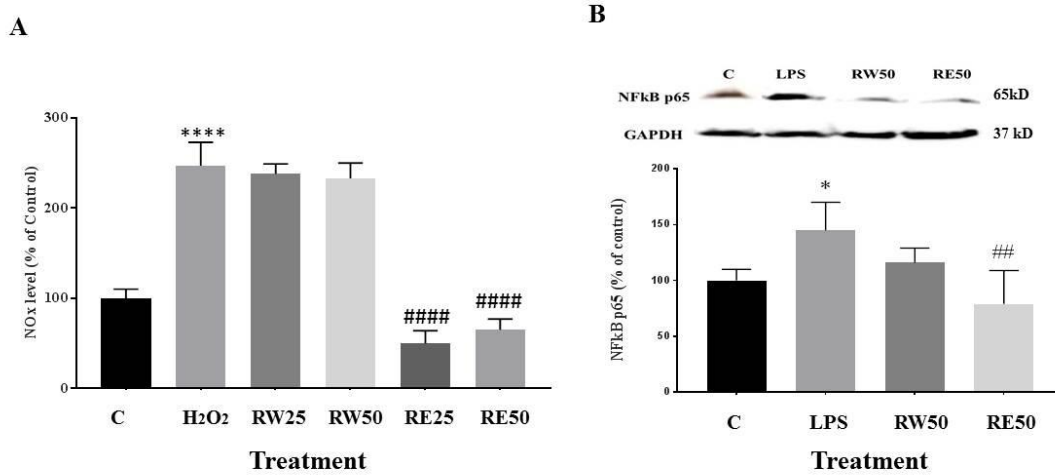 A
NOx level (% of Control)
300
200
100
0
****
####
####
C H2O2 RW25 RW50 RE25 RE50
Treatment
B
C LPS RW50 RE50
NFkB p65 65kD
GAPDH 37 kD
NFkB p65 (% of control)
200
150
100
50
0
*
##
C LPS RW50 RE50
Treatment